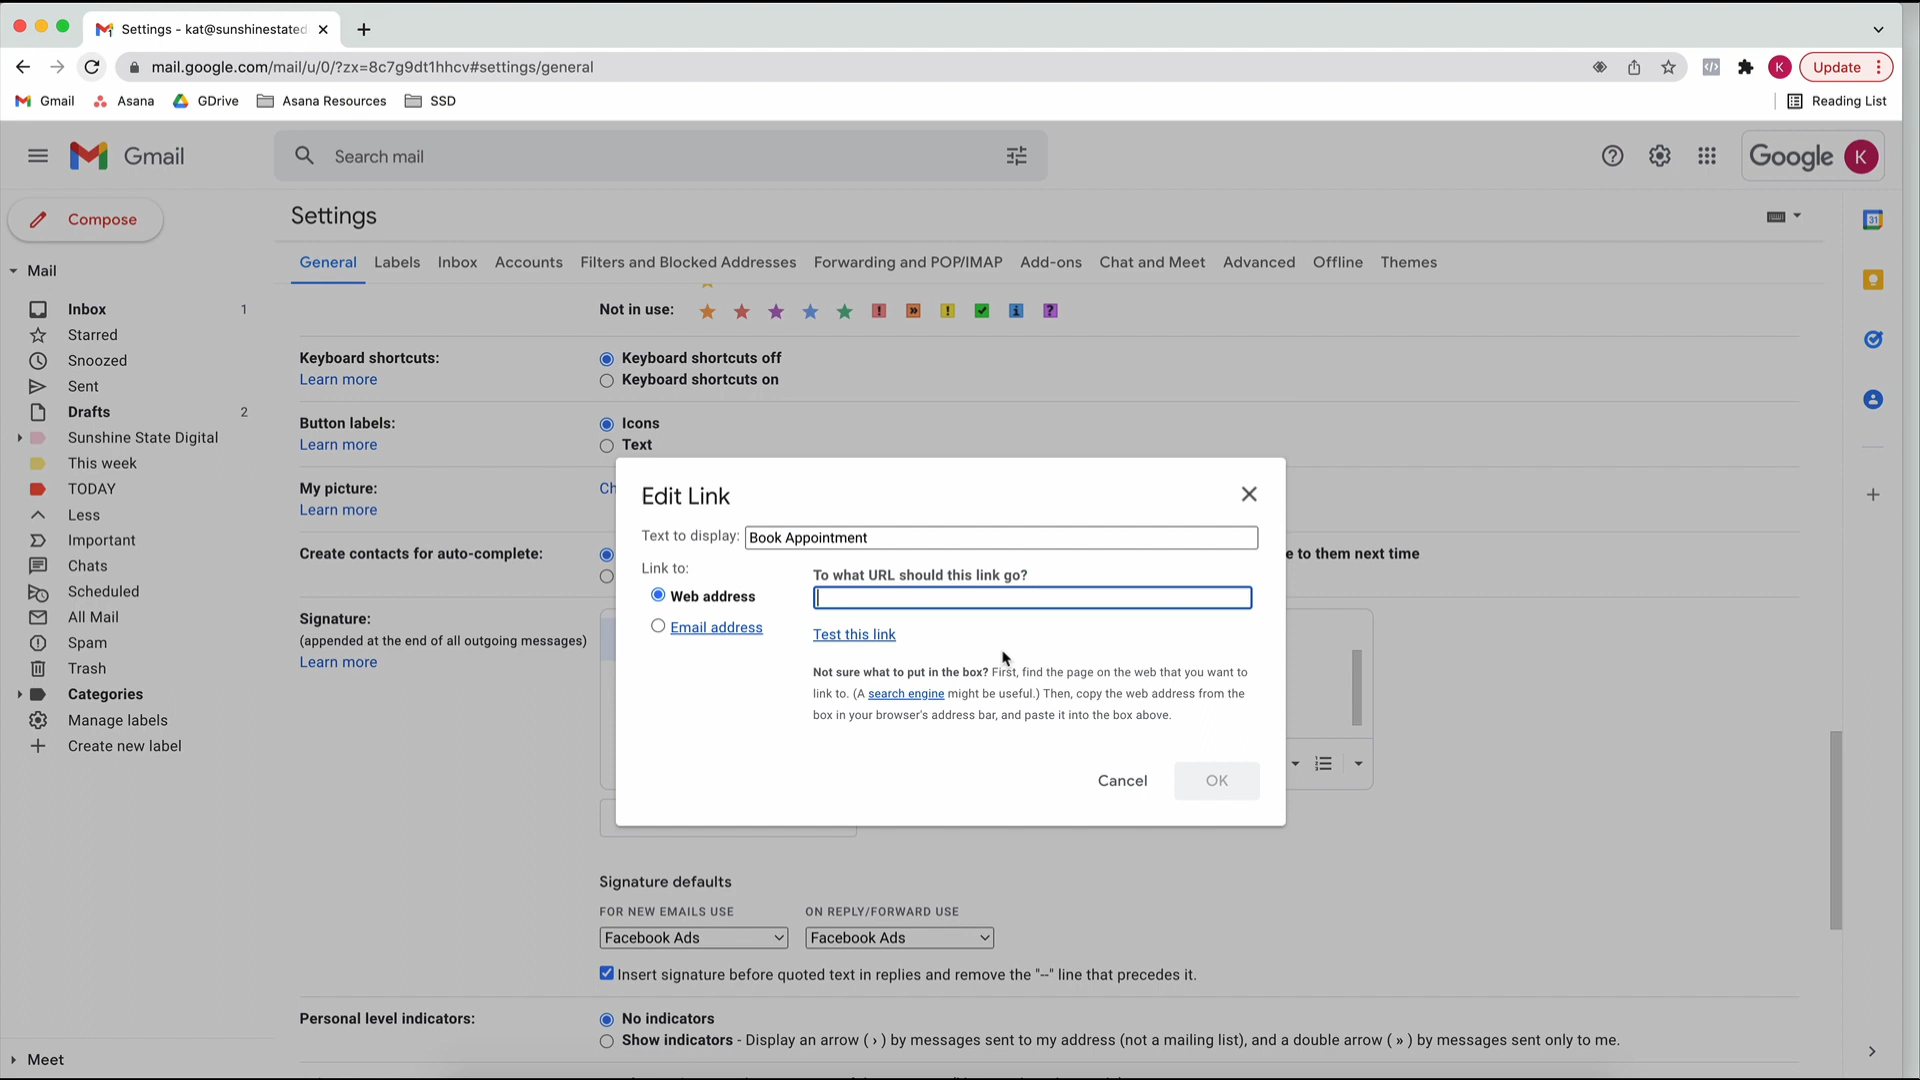 Settings - kat@sunshinestated
mail.google.com/mail/u/0/?zx=8c7g9dt1hhcv#settings/general
K
Update
Gmail
Asana
GDrive
Asana Resources
SSD
Reading List
Gmail
Search mail
Google
K
Compose
Settings
31
General
Labels
Inbox
Accounts
Filters and Blocked Addresses
Forwarding and POP/IMAP
Add-ons
Chat and Meet
Advanced
Offline
Themes
Mail
Inbox 1
Starred
Snoozed
Sent
Drafts 2
Sunshine State Digital
This week
TODAY
Less
Important
Chats
Scheduled
All Mail
Spam
Trash
Categories
Manage labels
Create new label
Meet
Not in use:
Keyboard shortcuts:
Learn more
Keyboard shortcuts off
Keyboard shortcuts on
Button labels:
Learn more
Icons
Text
My picture:
Learn more
Ch
Create contacts for auto-complete:
e to them next time
Signature:
(appended at the end of all outgoing messages)
Learn more
Edit Link
Text to display: Book Appointment
Link to:
Web address
Email address
To what URL should this link go?
Test this link
Not sure what to put in the box? First, find the page on the web that you want to
link to. (A search engine might be useful.) Then, copy the web address from the
box in your browser's address bar, and paste it into the box above.
Cancel
OK
Signature defaults
FOR NEW EMAILS USE
ON REPLY/FORWARD USE
Facebook Ads
Facebook Ads
Insert signature before quoted text in replies and remove the "--" line that precedes it.
Personal level indicators:
No indicators
Show indicators - Display an arrow ( › ) by messages sent to my address (not a mailing list), and a double arrow ( » ) by messages sent only to me.